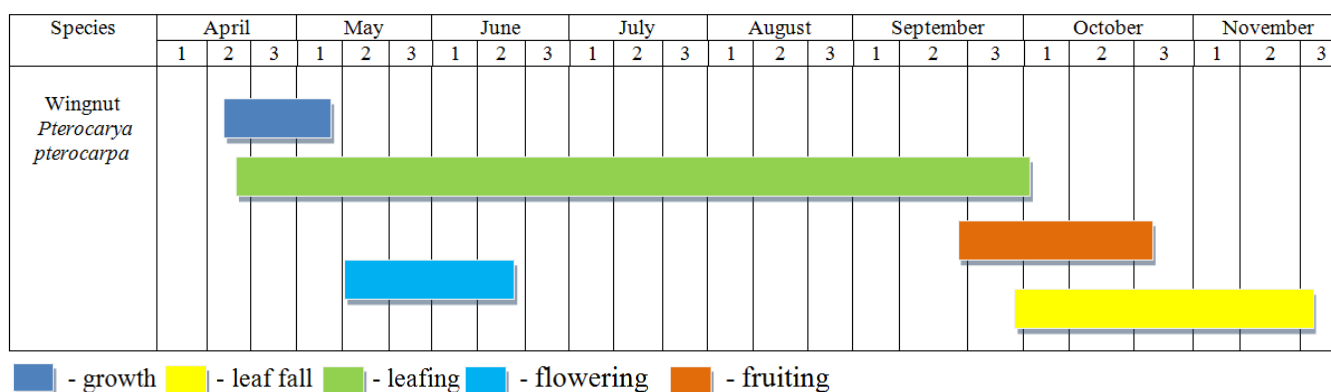 Species April May June July August September October November
1 2 3 1 2 3 1 2 3 1 2 3 1 2 3 1 2 3 1 2 3 1 2 3
Wingnut
Pterocarya
pterocarpa
- growth - leaf fall - leafing - flowering - fruiting